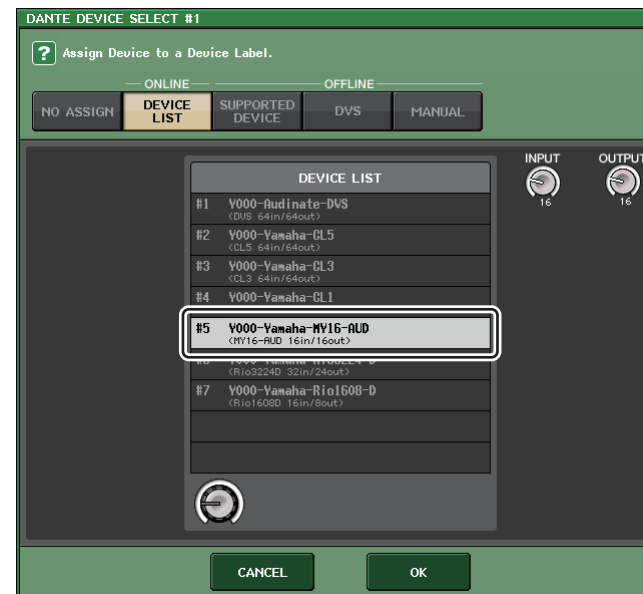 DANTE DEVICE SELECT #1
? Assign Device to a Device Label.
ONLINE OFFLINE
NO ASSIGN DEVICE LIST SUPPORTED DEVICE DVS MANUAL
DEVICE LIST
INPUT OUTPUT
16 16
#1 Y000-Audinate-DVS
(DVS 64in/64out)
#2 Y000-Yamaha-CL5
(CL5 64in/64out)
#3 Y000-Yamaha-CL3
(CL3 64in/64out)
#4 Y000-Yamaha-CL1
#5 Y000-Yamaha-MY16-AUD
(MY16-AUD 16in/16out)
(Rio3224D 32in/24out)
#7 Y000-Yamaha-Rio1608-D
(Rio1608D 16in/8out)
CANCEL OK